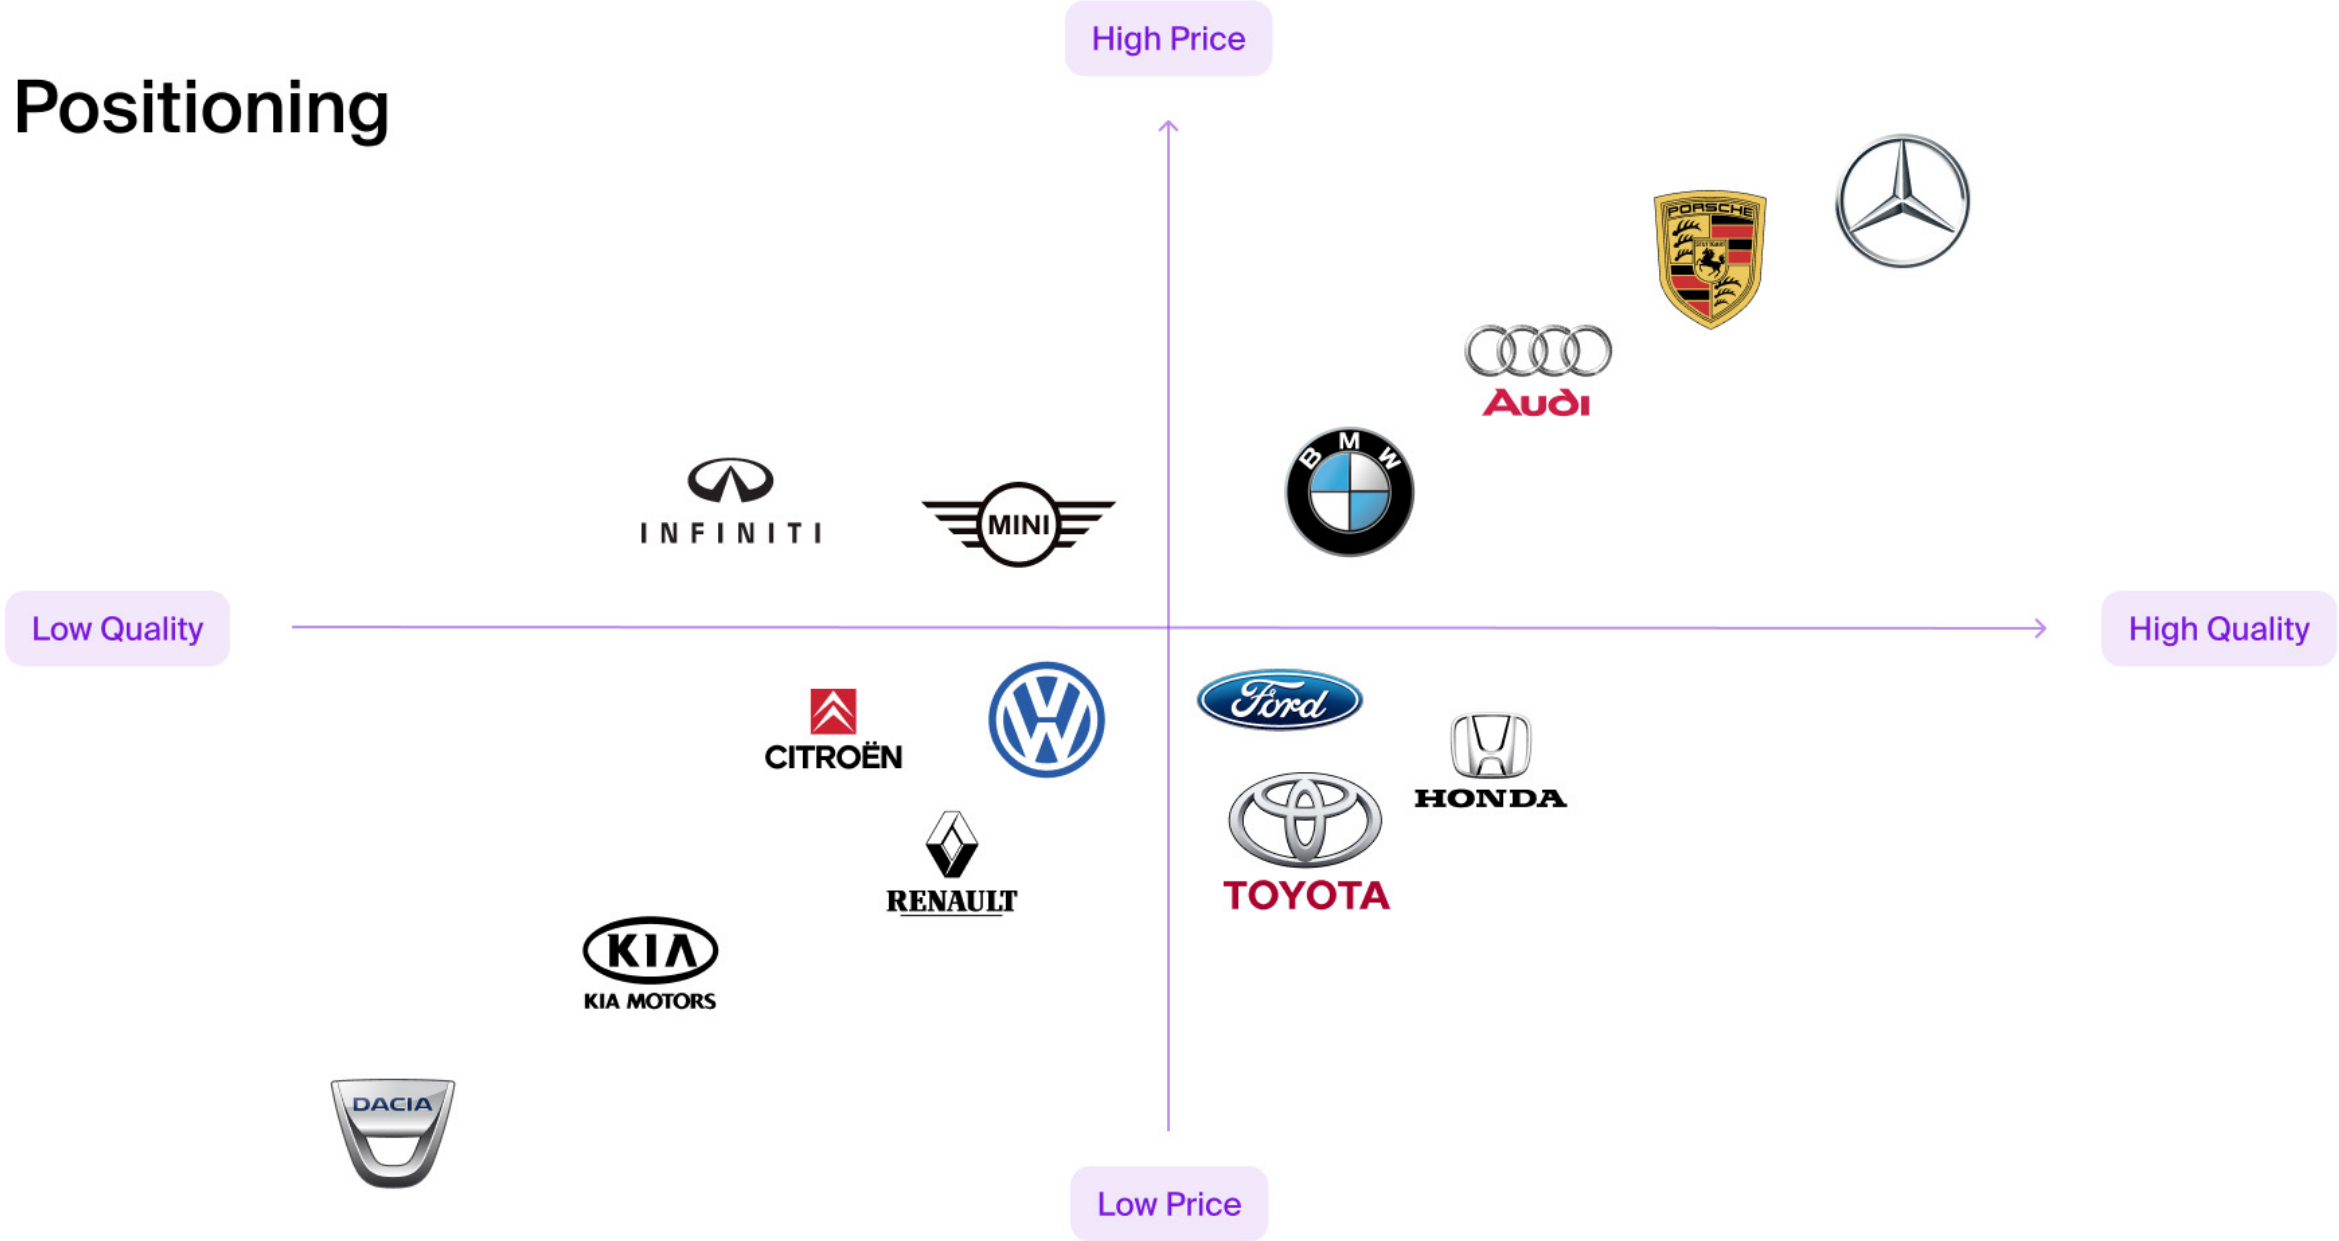 High Price
Positioning
PORSCHE
STUTTGART
Audi
B M W
INFINITI
MINI
Low Quality
High Quality
Ford
CITROËN
HONDA
TOYOTA
RENAULT
KIA
KIA MOTORS
DACIA
Low Price